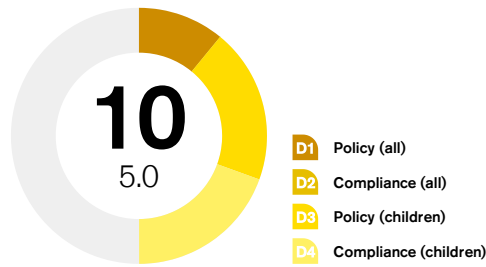 10
5.0
D1 Policy (all)
D2 Compliance (all)
D3 Policy (children)
D4 Compliance (children)